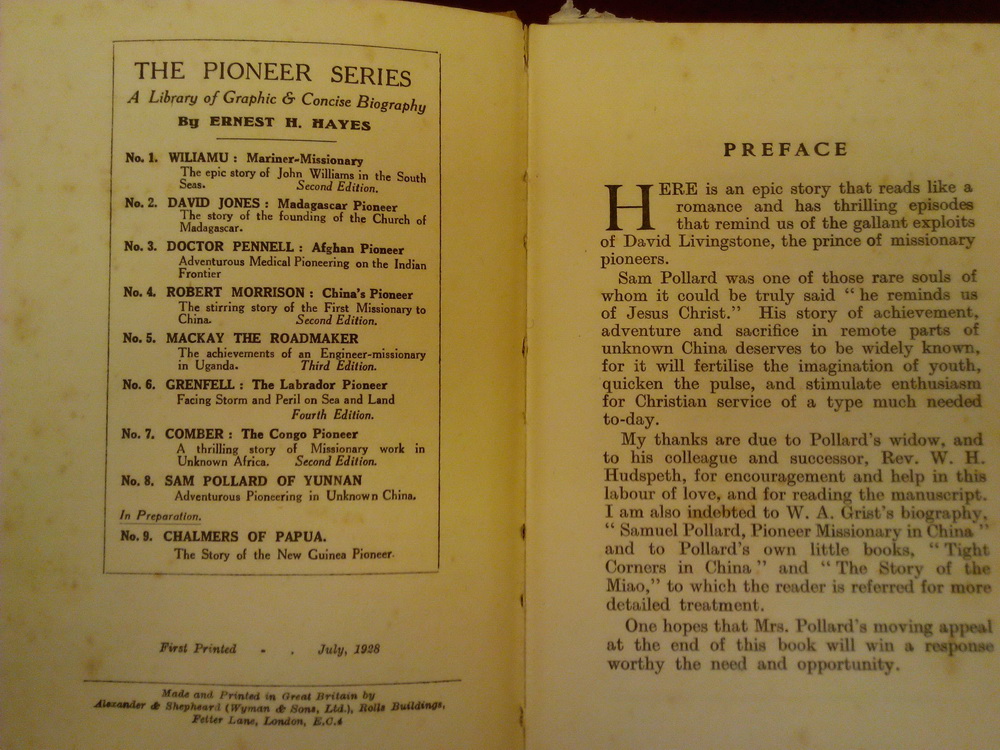 THE PIONEER SERIES
A Library of Graphic & Concise Biography
By ERNEST H. HAYES
No. 1. WILIAMU : Mariner-Missionary
The epic story of John Williams in the South
Seas. Second Edition.
No. 2. DAVID JONES : Madagascar Pioneer
The story of the founding of the Church of
Madagascar.
No. 3. DOCTOR PENNELL : Afghan Pioneer
Adventurous Medical Pioneering on the Indian
Frontier
No. 4. ROBERT MORRISON : China's Pioneer
The stirring story of the First Missionary to
China. Second Edition.
No. 5. MACKAY THE ROADMAKER
The achievements of an Engineer-missionary
in Uganda. Third Edition.
No. 6. GRENFELL : The Labrador Pioneer
Facing Storm and Peril on Sea and Land
Fourth Edition.
No. 7. COMBER : The Congo Pioneer
A thrilling story of Missionary work in
Unknown Africa. Second Edition.
No. 8. SAM POLLARD OF YUNNAN
Adventurous Pioneering in Unknown China.
In Preparation.
No. 9. CHALMERS OF PAPUA.
The Story of the New Guinea Pioneer.
First Printed - . July, 1928
Made and Printed in Great Britain by
Alexander & Shepheard (Wyman & Sons, Ltd.), Rolls Buildings,
Fetter Lane, London, E.C.4
PREFACE
HERE is an epic story that reads like a
romance and has thrilling episodes
that remind us of the gallant exploits
of David Livingstone, the prince of missionary
pioneers.
Sam Pollard was one of those rare souls of
whom it could be truly said "he reminds us
of Jesus Christ." His story of achievement,
adventure and sacrifice in remote parts of
unknown China deserves to be widely known,
for it will fertilise the imagination of youth,
quicken the pulse, and stimulate enthusiasm
for Christian service of a type much needed
to-day.
My thanks are due to Pollard's widow, and
to his colleague and successor, Rev. W. H.
Hudspeth, for encouragement and help in this
labour of love, and for reading the manuscript.
I am also indebted to W. A. Grist's biography,
"Samuel Pollard, Pioneer Missionary in China"
and to Pollard's own little books, "Tight
Corners in China" and "The Story of the
Miao," to which the reader is referred for more
detailed treatment.
One hopes that Mrs. Pollard's moving appeal
at the end of this book will win a response
worthy the need and opportunity.